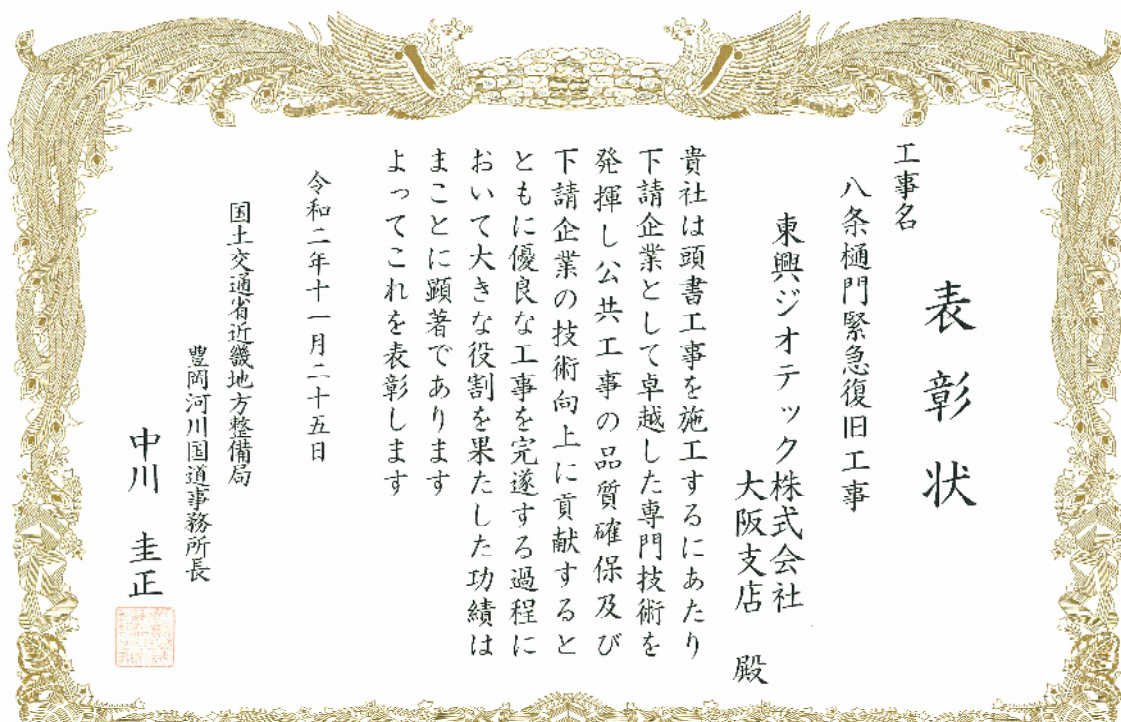 表彰状
工事名
八条樋門緊急復旧工事
東興ジオテック株式会社
大阪支店 殿
貴社は頭書工事を施工するにあたり
下請企業として卓越した専門技術を
発揮し公共工事の品質確保及び
下請企業の技術向上に貢献すると
ともに優良な工事を完遂する過程に
おいて大きな役割を果たした功績は
まことに顕著であります
よってこれを表彰します
令和二年十一月二十五日
国土交通省近畿地方整備局
豊岡河川国道事務所長
中川 圭正